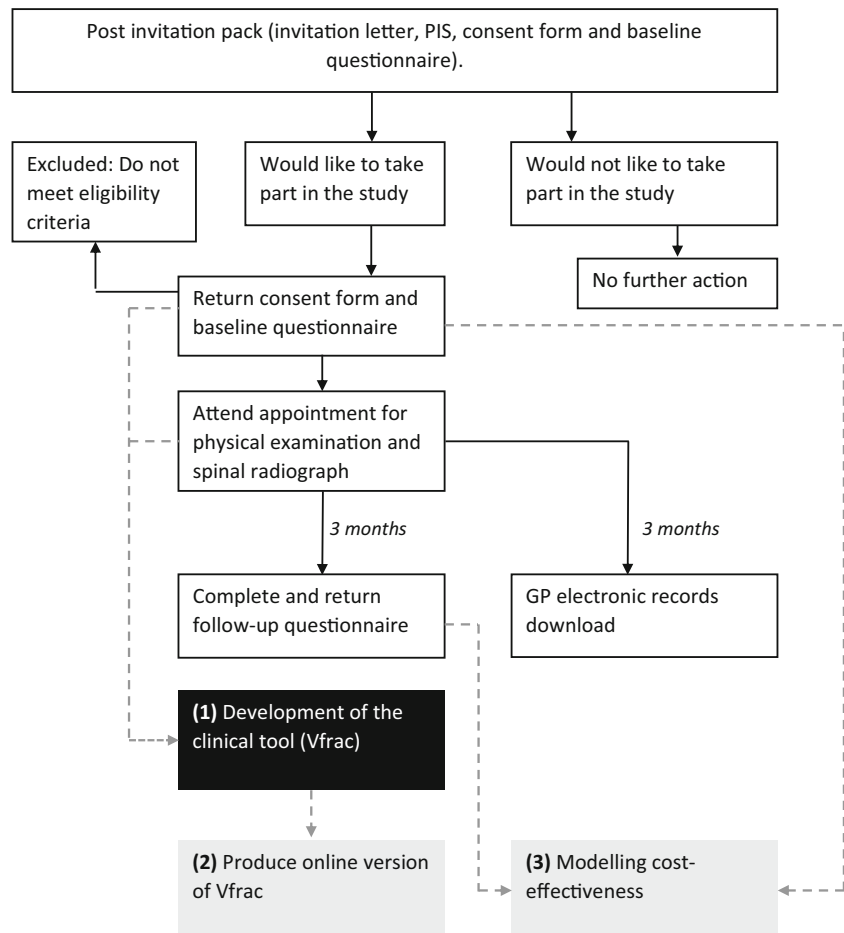 Post invitation pack (invitation letter, PIS, consent form and baseline
questionnaire).
Excluded: Do not
meet eligibility
criteria
Would like to take
part in the study
Would not like to take
part in the study
No further action
Return consent form and
baseline questionnaire
Attend appointment for
physical examination and
spinal radiograph
3 months
3 months
Complete and return
follow-up questionnaire
GP electronic records
download
(1) Development of the
clinical tool (Vfrac)
(2) Produce online version
of Vfrac
(3) Modelling cost-
effectiveness